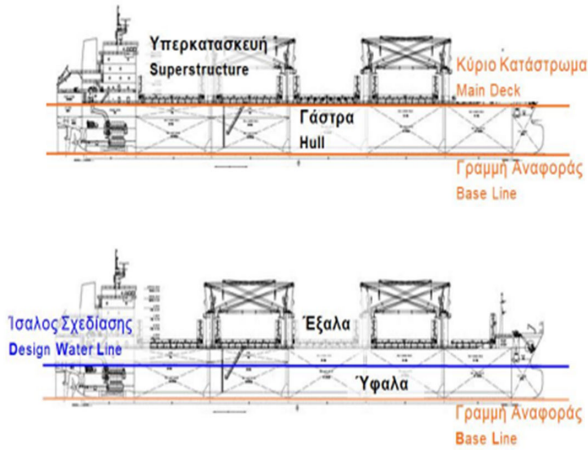 Υπερκατασκευή
Superstructure
Κύριο Κατάστρωμα
Main Deck
Γάστρα
Hull
Γραμμή Αναφοράς
Base Line
Ίσαλος Σχεδίασης
Design Water Line
Έξαλα
Ύφαλα
Γραμμή Αναφοράς
Base Line